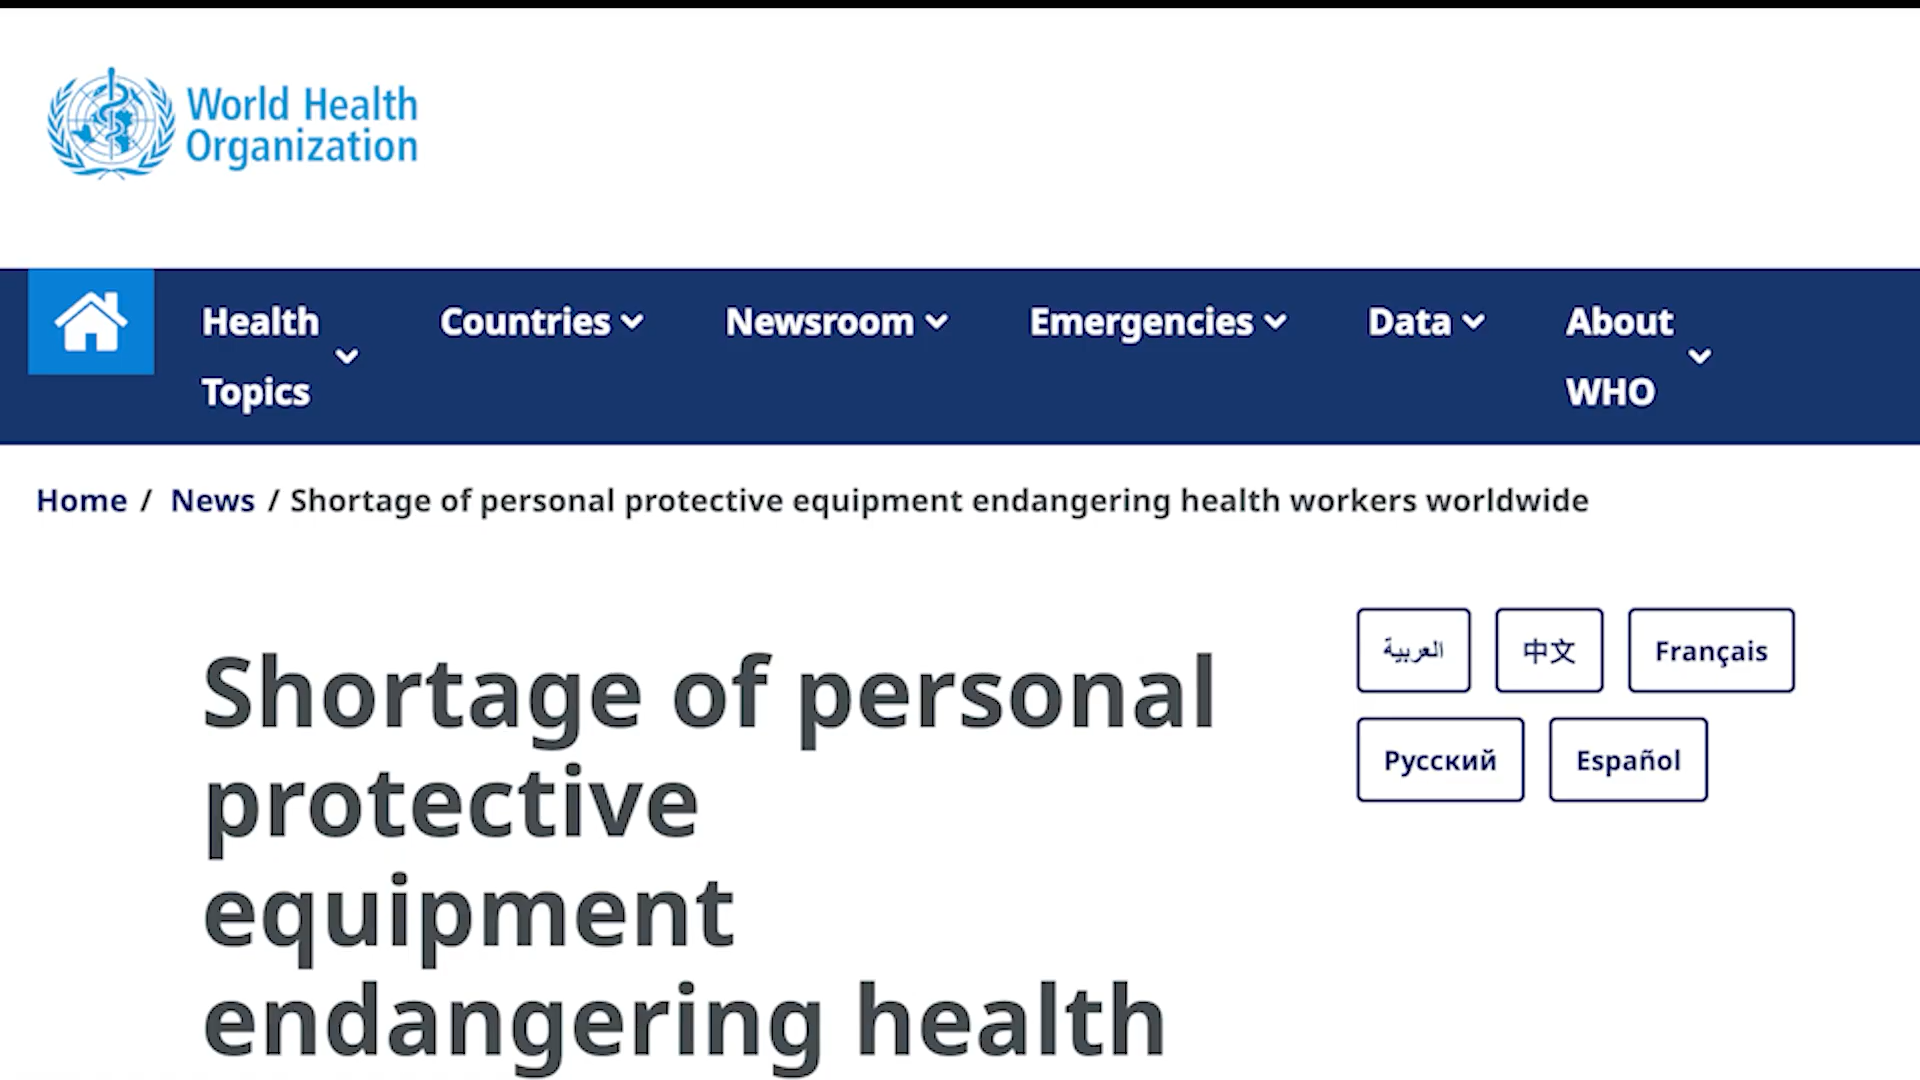 World Health
Organization
Health
Topics
Countries
Newsroom
Emergencies
Data
About
WHO
Home / News / Shortage of personal protective equipment endangering health workers worldwide
Shortage of personal
protective
equipment
endangering health
العربية
中文
Français
Русский
Español